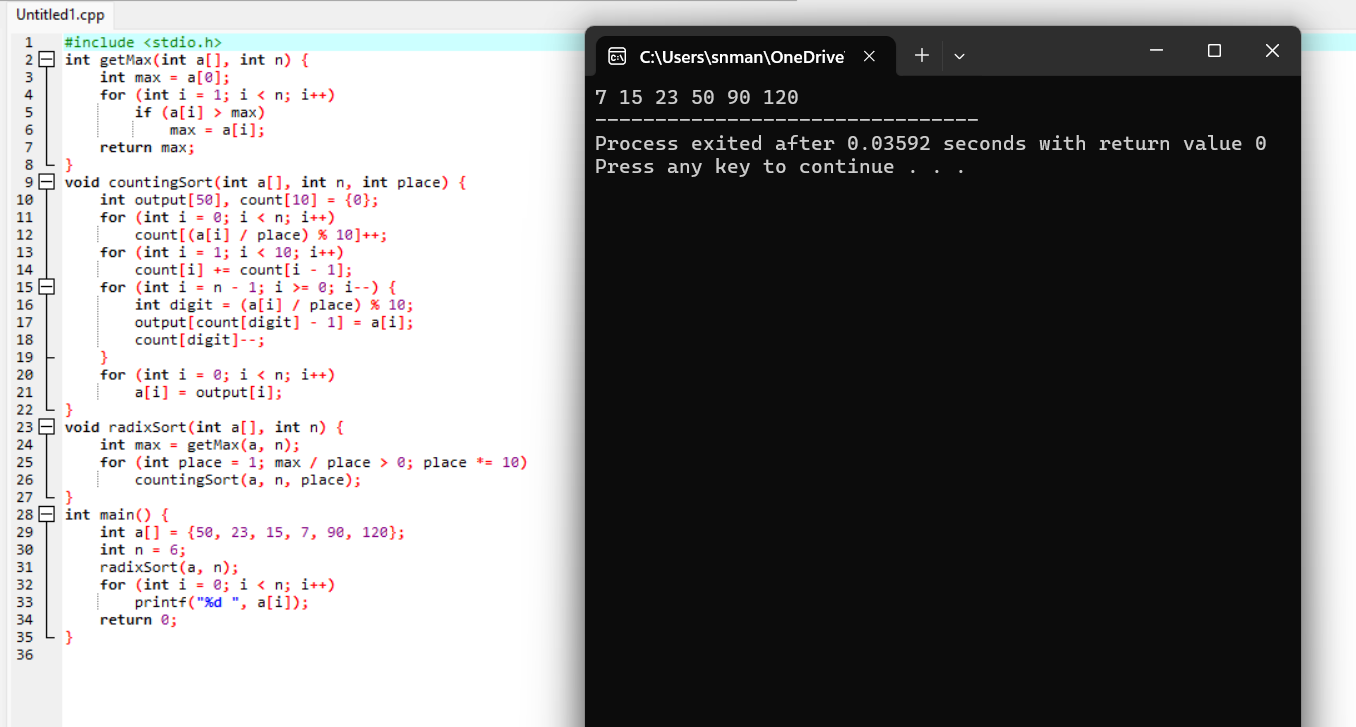 Untitled1.cpp
1 #include <stdio.h>
2 int getMax(int a[], int n) {
3 int max = a[0];
4 for (int i = 1; i < n; i++)
5 if (a[i] > max)
6 max = a[i];
7 return max;
8 }
9 void countingSort(int a[], int n, int place) {
10 int output[50], count[10] = {0};
11 for (int i = 0; i < n; i++)
12 count[(a[i] / place) % 10]++;
13 for (int i = 1; i < 10; i++)
14 count[i] += count[i - 1];
15 for (int i = n - 1; i >= 0; i--) {
16 int digit = (a[i] / place) % 10;
17 output[count[digit] - 1] = a[i];
18 count[digit]--;
19 }
20 for (int i = 0; i < n; i++)
21 a[i] = output[i];
22 }
23 void radixSort(int a[], int n) {
24 int max = getMax(a, n);
25 for (int place = 1; max / place > 0; place *= 10)
26 countingSort(a, n, place);
27 }
28 int main() {
29 int a[] = {50, 23, 15, 7, 90, 120};
30 int n = 6;
31 radixSort(a, n);
32 for (int i = 0; i < n; i++)
33 printf("%d ", a[i]);
34 return 0;
35 }
36
C:\Users\snman\OneDrive
7 15 23 50 90 120
--------------------------------
Process exited after 0.03592 seconds with return value 0
Press any key to continue . . .